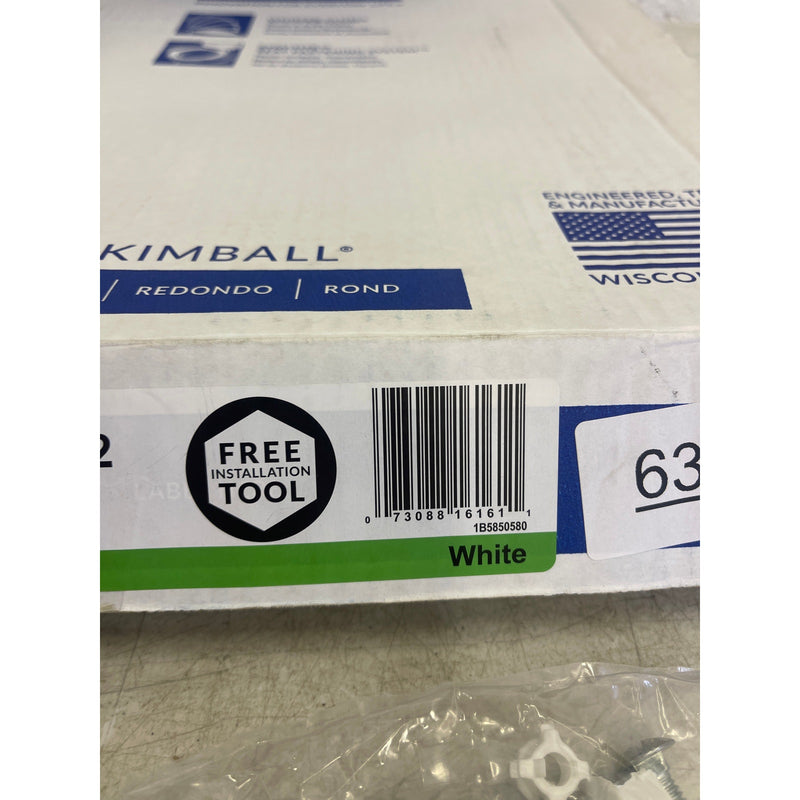 KIMBALL®
/ REDONDO | ROND
ENGINEERED, T
& MANUFACTU
WISCO
2
FREE
INSTALLATION
TOOL
0 73088 16161 1
1B5850580
White
63